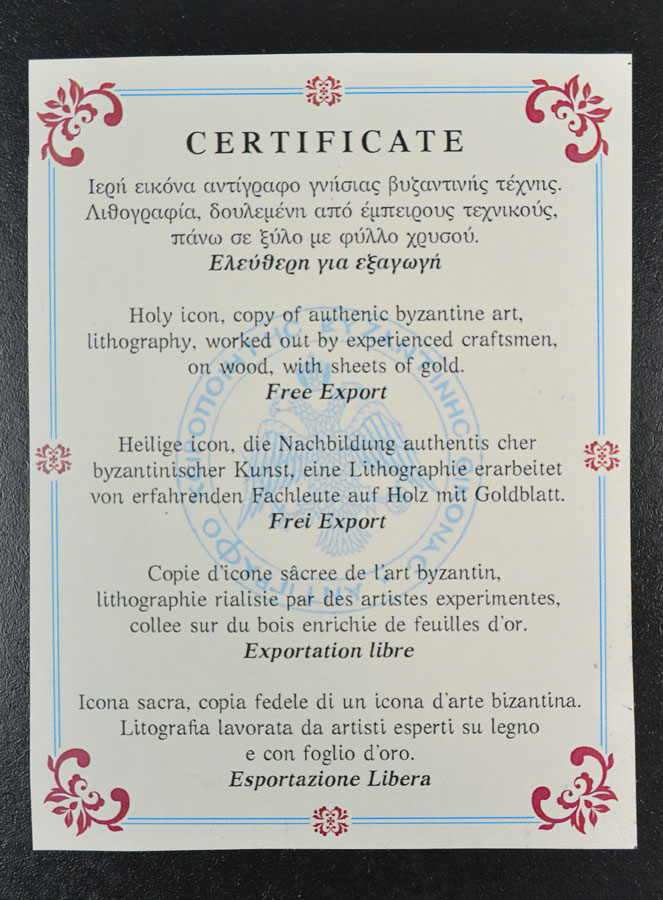 CERTIFICATE
Ιερή εικόνα αντίγραφο γνήσιας βυζαντινής τέχνης.
Λιθογραφία, δουλεμένη από έμπειρους τεχνικούς,
πάνω σε ξύλο με φύλλο χρυσού.
Ελεύθερη για εξαγωγή
Holy icon, copy of authenic byzantine art,
lithography, worked out by experienced craftsmen,
on wood, with sheets of gold.
Free Export
Heilige icon, die Nachbildung authentis cher
byzantinischer Kunst, eine Lithographie erarbeitet
von erfahrenden Fachleute auf Holz mit Goldblatt.
Frei Export
Copie d'icone sâcree de l'art byzantin,
lithographie rialisie par des artistes experimentes,
collee sur du bois enrichie de feuilles d'or.
Exportation libre
Icona sacra, copia fedele di un icona d'arte bizantina.
Litografia lavorata da artisti esperti su legno
e con foglio d'oro.
Esportazione Libera
ΒΥΖΑΝΤΙΝΗC ΕΙΚΟΝΑC ΑΝΤΙΓΡΑΦΟ